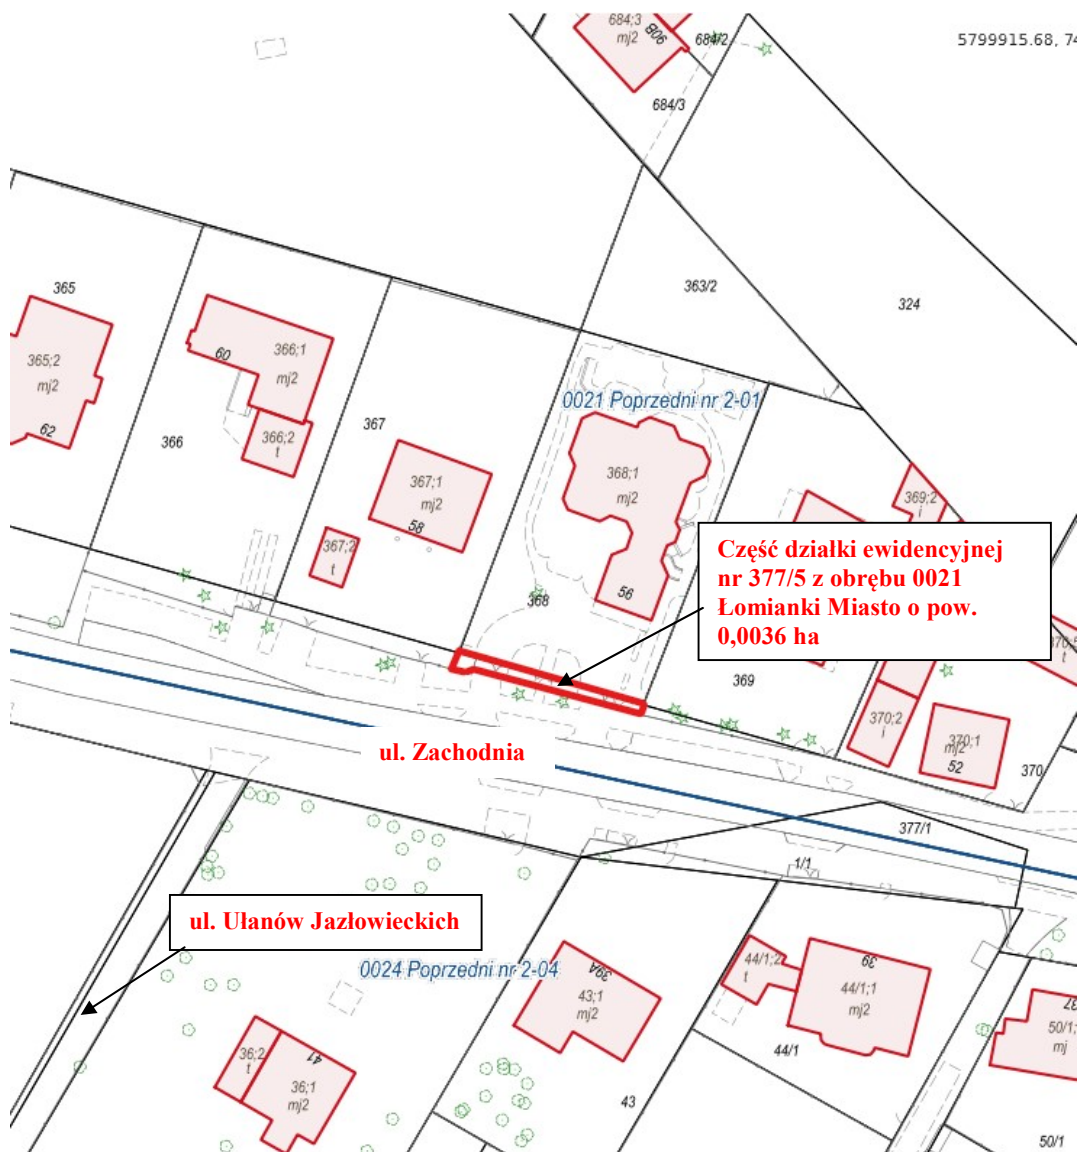 684;3
mj2
90B
684/2
5799915.68, 74
684/3
363/2
324
365
365;2
mj2
62
366;1
mj2
60
366;2
t
366
367
367;1
mj2
58
367;2
t
0021 Poprzedni nr 2-01
368;1
mj2
56
368
369;2
i
Część działki ewidencyjnej
nr 377/5 z obrębu 0021
Łomianki Miasto o pow.
0,0036 ha
369
370;5
t
370;2
i
370;1
mj2
52
370
ul. Zachodnia
377/1
1/1
ul. Ułanów Jazłowieckich
0024 Poprzedni nr 2-04
39A
43;1
mj2
43
44/1;2
t
39
44/1;1
mj2
44/1
37
50/1;
mj
50/1
36;2
t
41
36;1
mj2